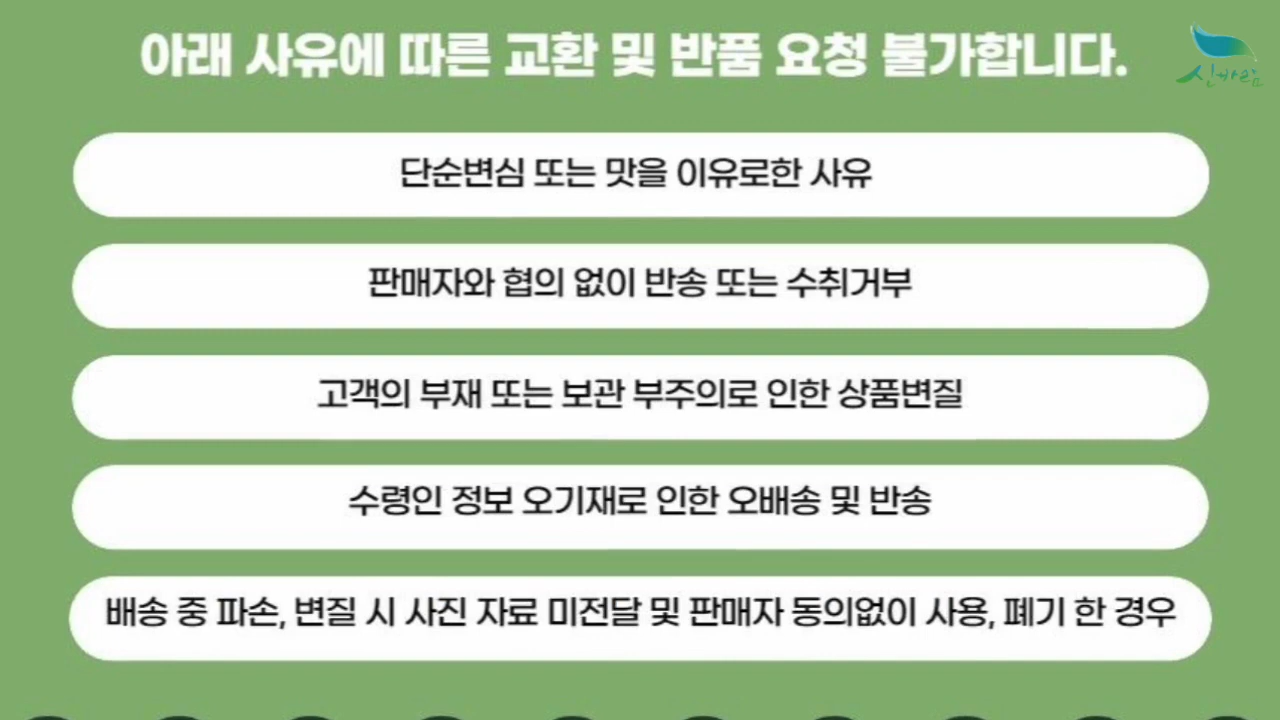 아래 사유에 따른 교환 및 반품 요청 불가합니다.
신바람
단순변심 또는 맛을 이유로한 사유
판매자와 협의 없이 반송 또는 수취거부
고객의 부재 또는 보관 부주의로 인한 상품변질
수령인 정보 오기재로 인한 오배송 및 반송
배송 중 파손, 변질 시 사진 자료 미전달 및 판매자 동의없이 사용, 폐기 한 경우